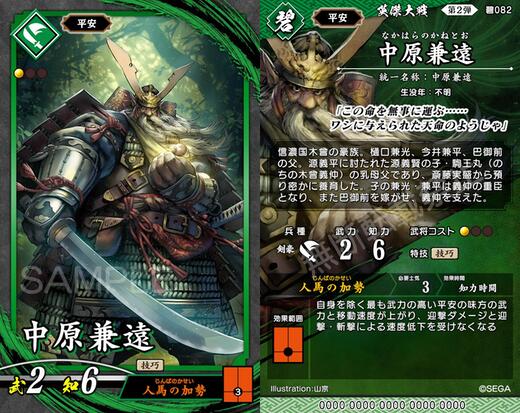 平安
SAMPLE
中原兼遠
技巧
武2 知6
じんばのかせい
人馬の加勢
3
碧
平安
英傑大戦
第2弾
碧082
なかはらのかねとお
中原兼遠
統一名称:中原兼遠
生没年:不明
「この命を無事に運ぶ……
ワシに与えられた天命のようじゃ」
信濃国木曽の豪族。樋口兼光、今井兼平、巴御前
の父。源義平に討たれた源義賢の子・駒王丸(の
ちの木曽義仲)の乳母父であり、斎藤実盛から預
り密かに養育した。子の兼光・兼平は義仲の重臣
となり、また巴御前を嫁がせ、義仲を支えた。
兵種 武力 知力 武将コスト
剣豪 2 6 特技 技巧
じんばのかせい
人馬の加勢
必要士気
3
効果時間
知力時間
効果範囲
自身を除く最も武力の高い平安の味方の武力
と移動速度が上がり、迎撃ダメージと迎
撃・斬撃による速度低下を受けなくなる
Illustration:山宗
©SEGA
0000-0000-0000-0000-0000